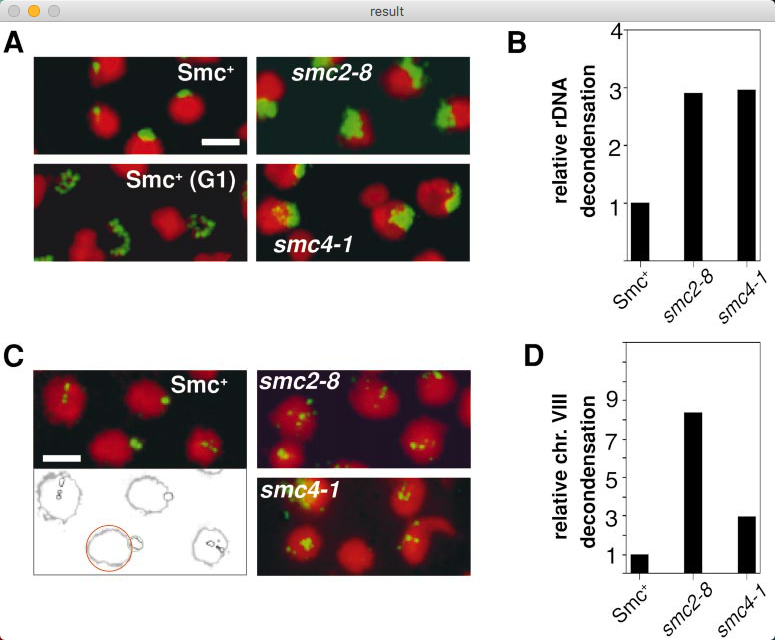 result
A
Smc⁺
smc2-8
Smc⁺ (G1)
smc4-1
B
relative rDNA
decondensation
4
3
2
1
Smc⁺
smc2-8
smc4-1
C
Smc⁺
smc2-8
smc4-1
D
relative chr. VIII
decondensation
9
7
5
3
1
Smc⁺
smc2-8
smc4-1